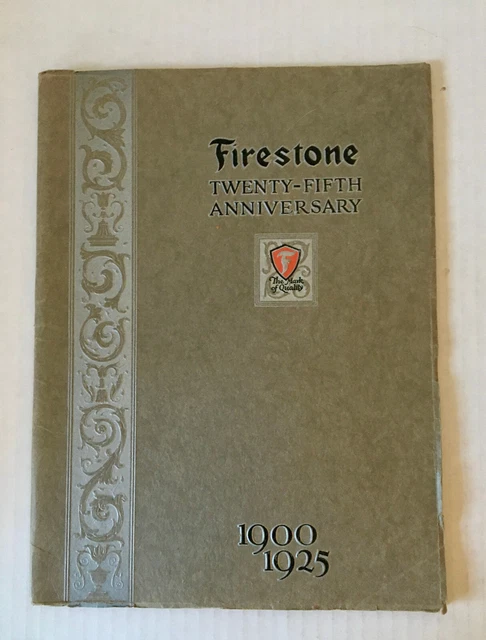 Firestone
TWENTY-FIFTH
ANNIVERSARY
F
The Mark
of Quality
1900
1925